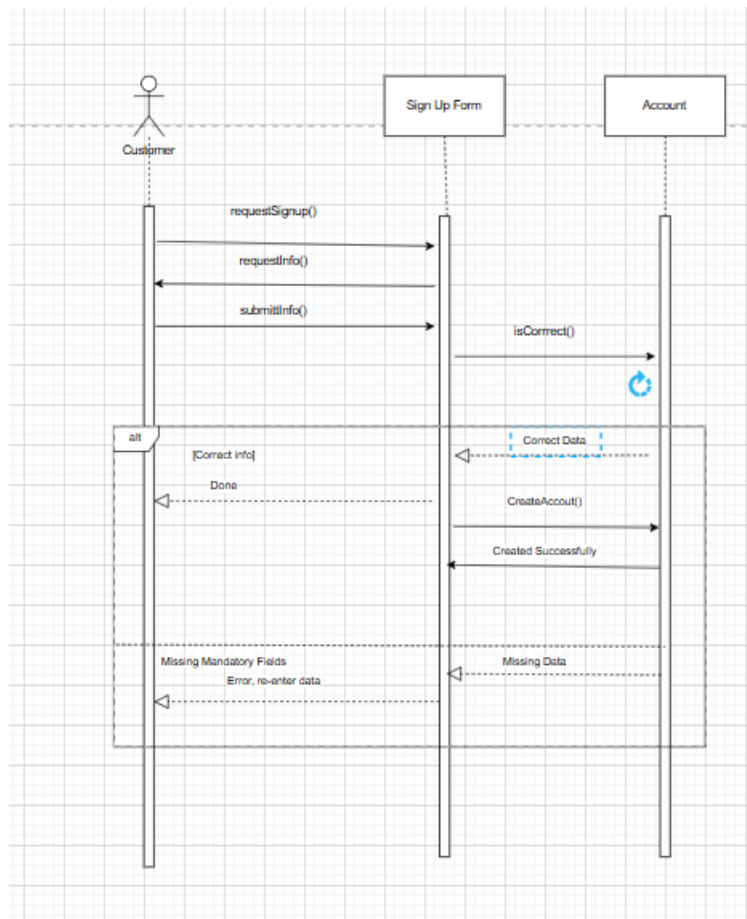 Sign Up Form
Account
Customer
requestSignup()
requestInfo()
submittInfo()
isCorrrect()
alt
Correct Data
[Correct info]
Done
CreateAccout()
Created Successfully
Missing Mandatory Fields
Missing Data
Error, re-enter data